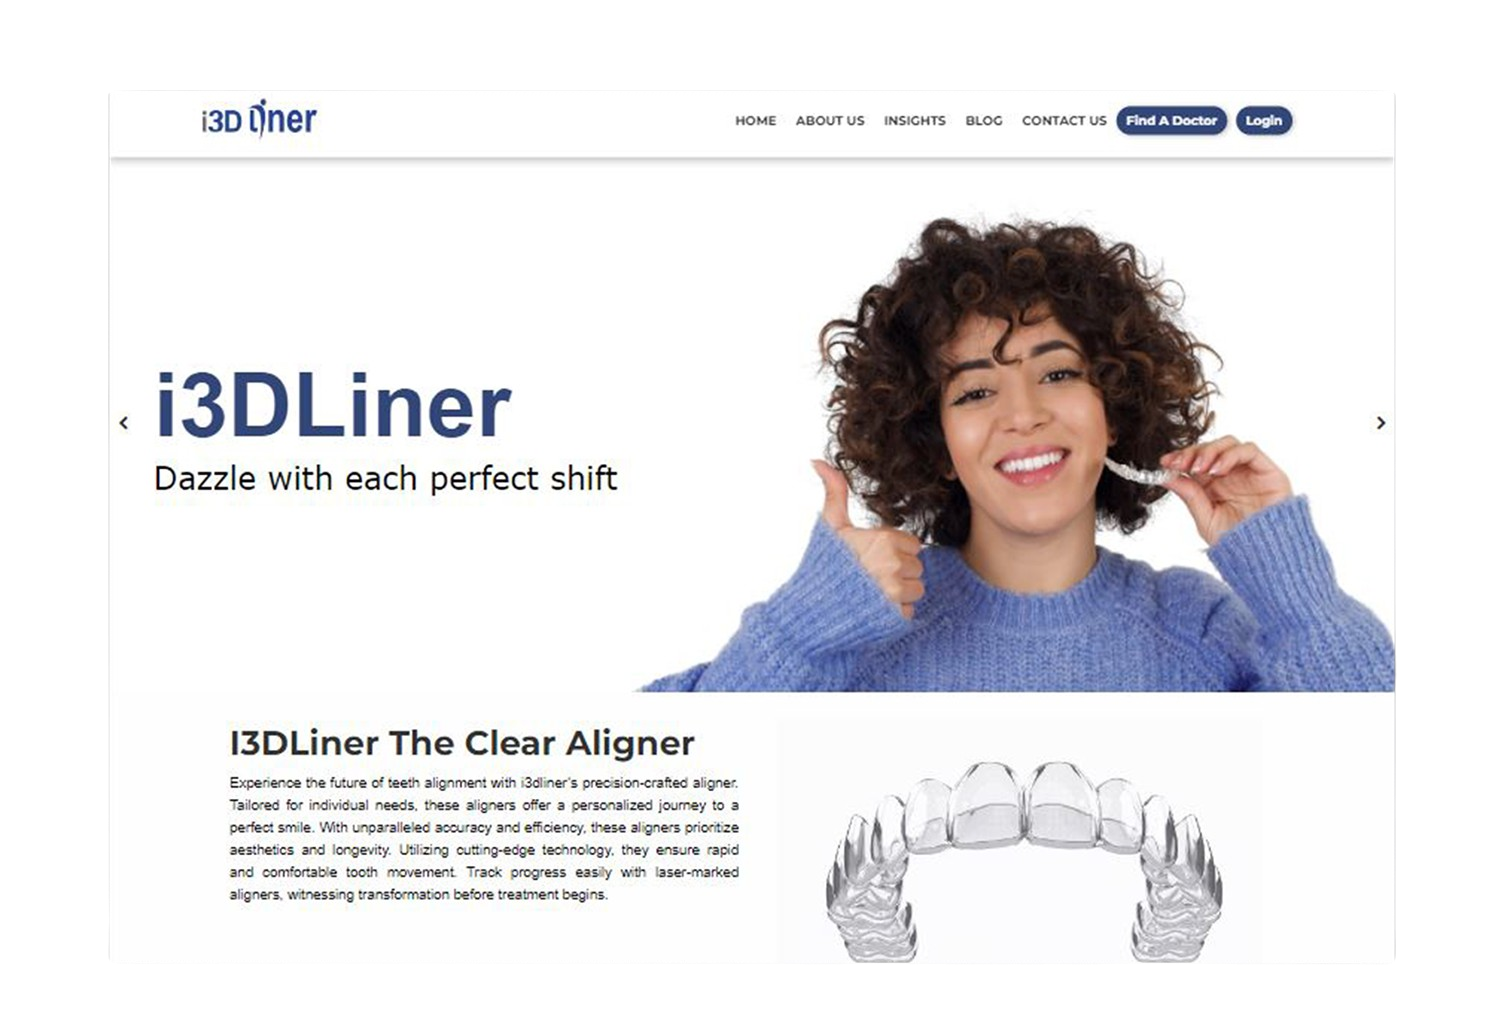 i3D Liner
HOME ABOUT US INSIGHTS BLOG CONTACT US Find A Doctor Login
i3DLiner
Dazzle with each perfect shift
I3DLiner The Clear Aligner
Experience the future of teeth alignment with i3dliner's precision-crafted aligner.
Tailored for individual needs, these aligners offer a personalized journey to a
perfect smile. With unparalleled accuracy and efficiency, these aligners prioritize
aesthetics and longevity. Utilizing cutting-edge technology, they ensure rapid
and comfortable tooth movement. Track progress easily with laser-marked
aligners, witnessing transformation before treatment begins.